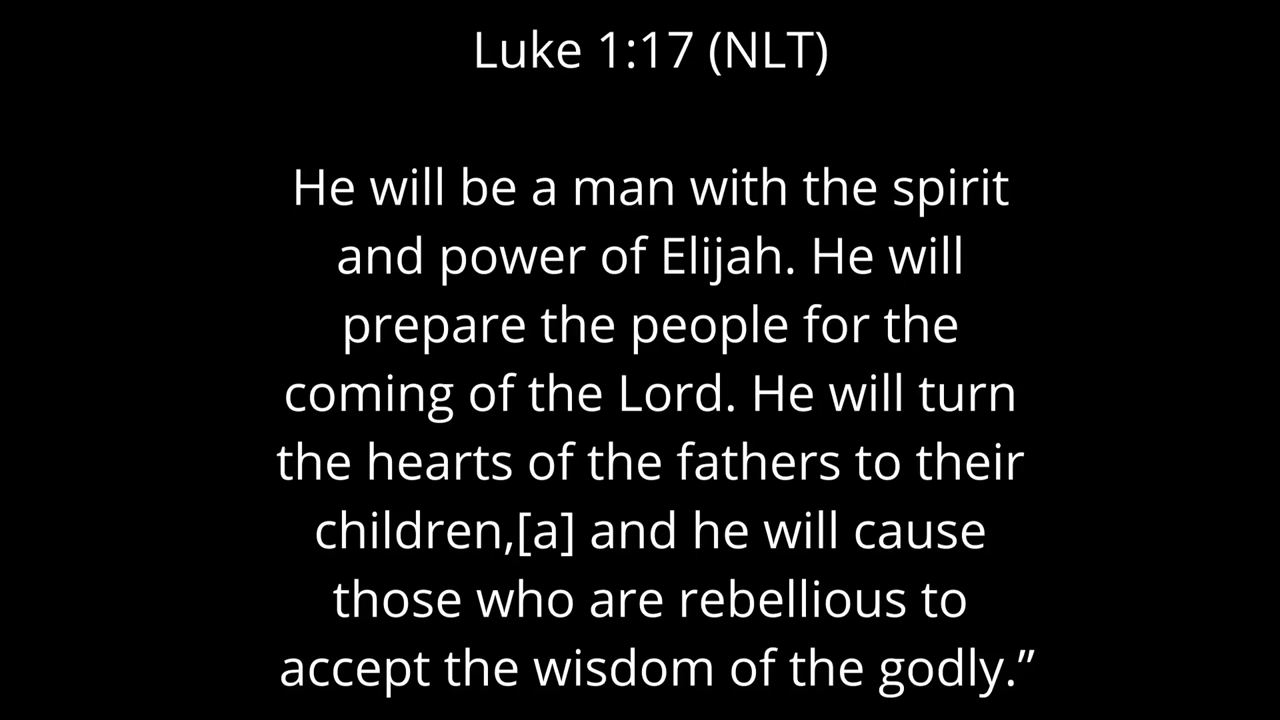 Luke 1:17 (NLT)
He will be a man with the spirit
and power of Elijah. He will
prepare the people for the
coming of the Lord. He will turn
the hearts of the fathers to their
children,[a] and he will cause
those who are rebellious to
accept the wisdom of the godly.”